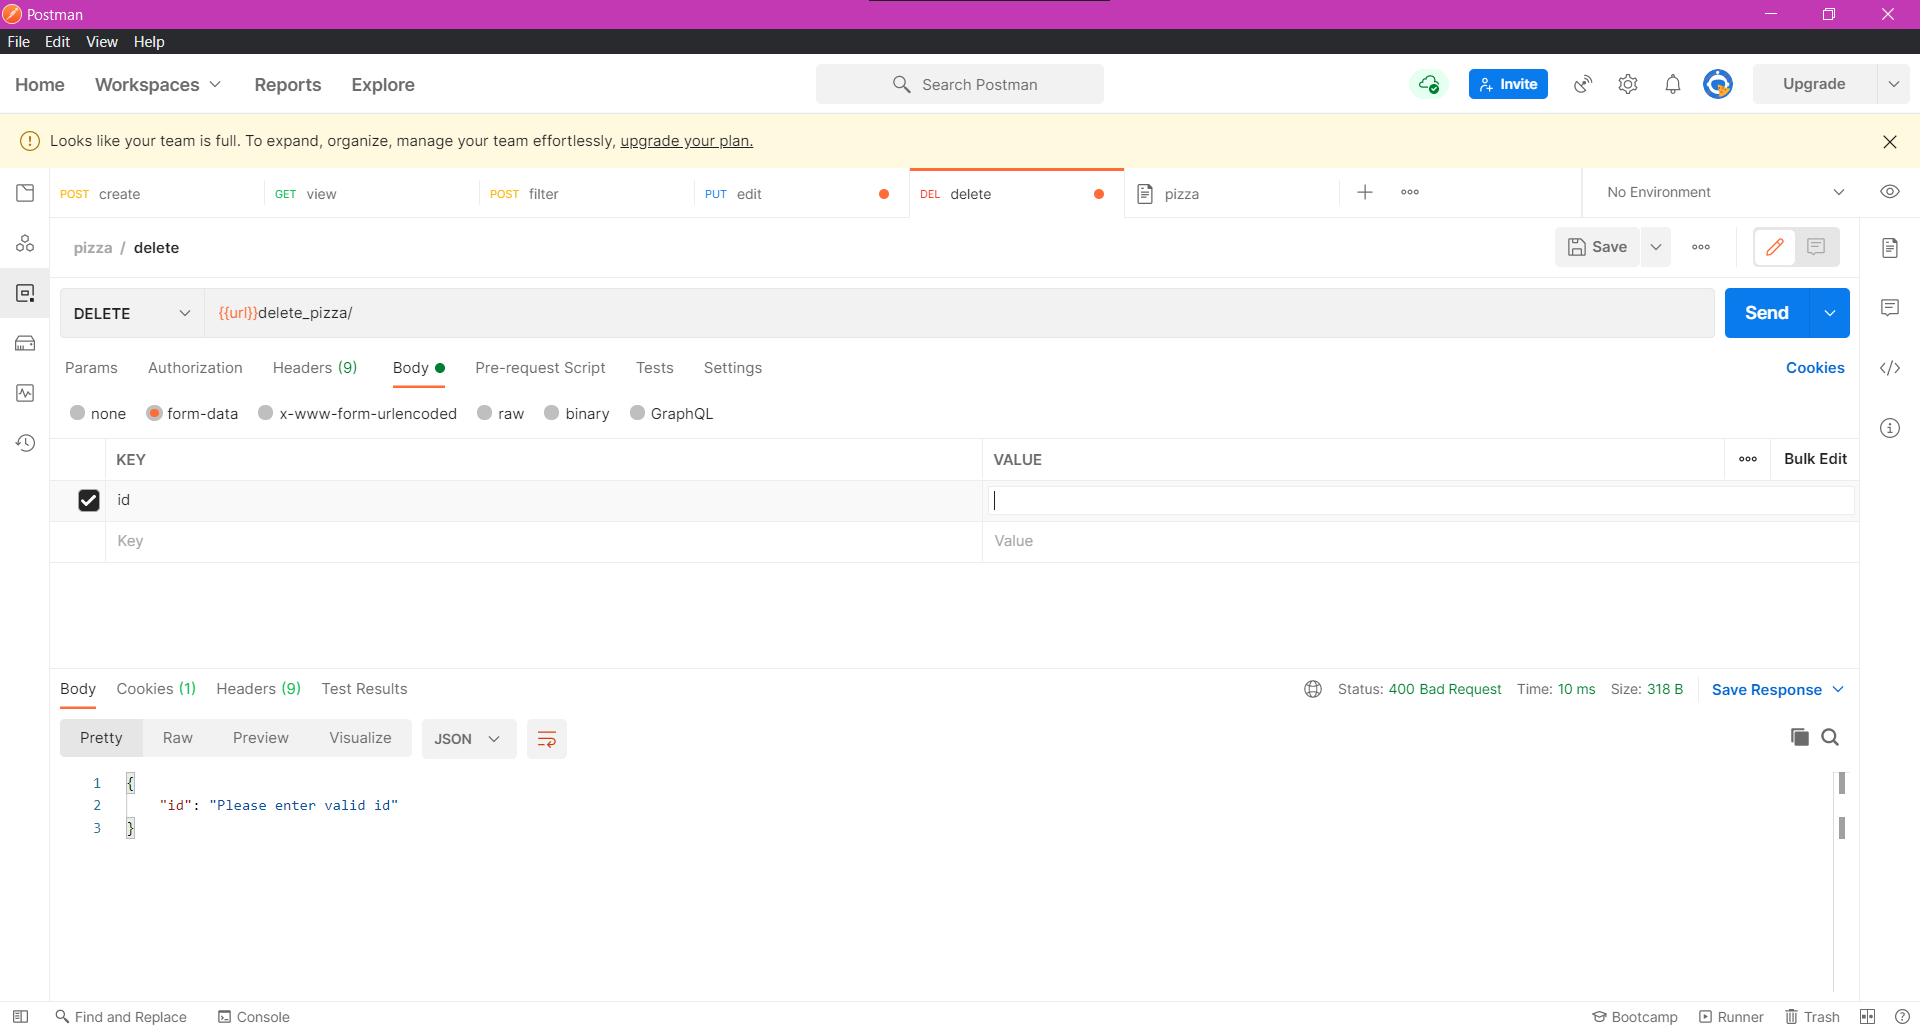 Postman
File Edit View Help
Home Workspaces Reports Explore Search Postman Invite Upgrade
Looks like your team is full. To expand, organize, manage your team effortlessly, upgrade your plan.
POST create GET view POST filter PUT edit DEL delete pizza No Environment
pizza / delete Save
DELETE {{url}}delete_pizza/ Send
Params Authorization Headers (9) Body Pre-request Script Tests Settings Cookies
none form-data x-www-form-urlencoded raw binary GraphQL
KEY VALUE Bulk Edit
id
Key Value
Body Cookies (1) Headers (9) Test Results Status: 400 Bad Request Time: 10 ms Size: 318 B Save Response
Pretty Raw Preview Visualize JSON
1 {
2 "id": "Please enter valid id"
3 }
Find and Replace Console Bootcamp Runner Trash